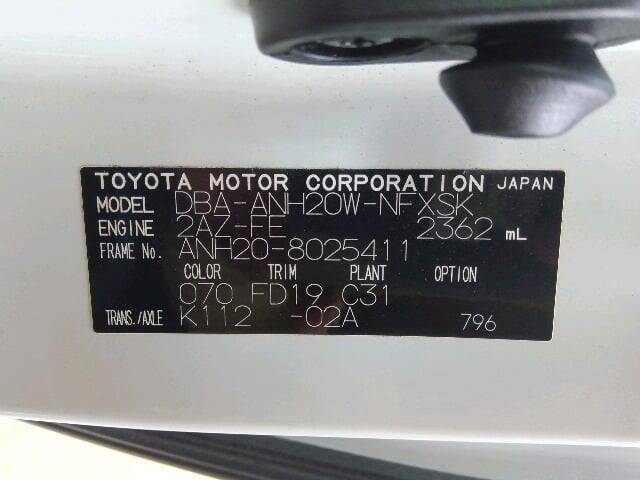 TOYOTA MOTOR CORPORATION JAPAN
MODEL DBA-ANH20W-NFXSK
ENGINE 2AZ-FE 2362 mL
FRAME No. ANH20-8025411
COLOR TRIM PLANT OPTION
070 FD19 C31
TRANS./AXLE K112 -02A 796